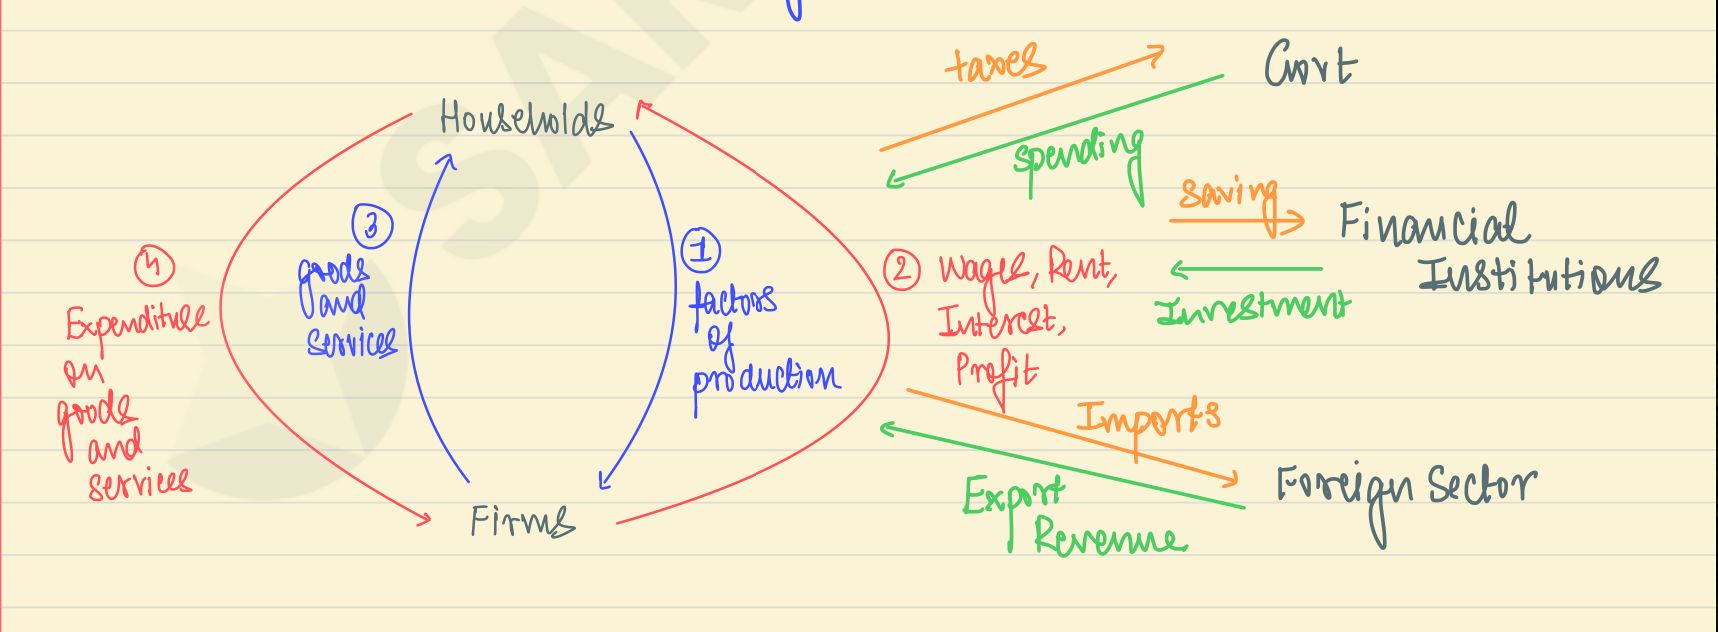 taxes
Govt
Households
spending
saving
Financial
Institutions
Investment
3
goods
and
services
1
factors
of
production
2 Wages, Rent,
Interest,
Profit
4
Expenditure
on
goods
and
services
Imports
Foreign Sector
Export
Revenue
Firms